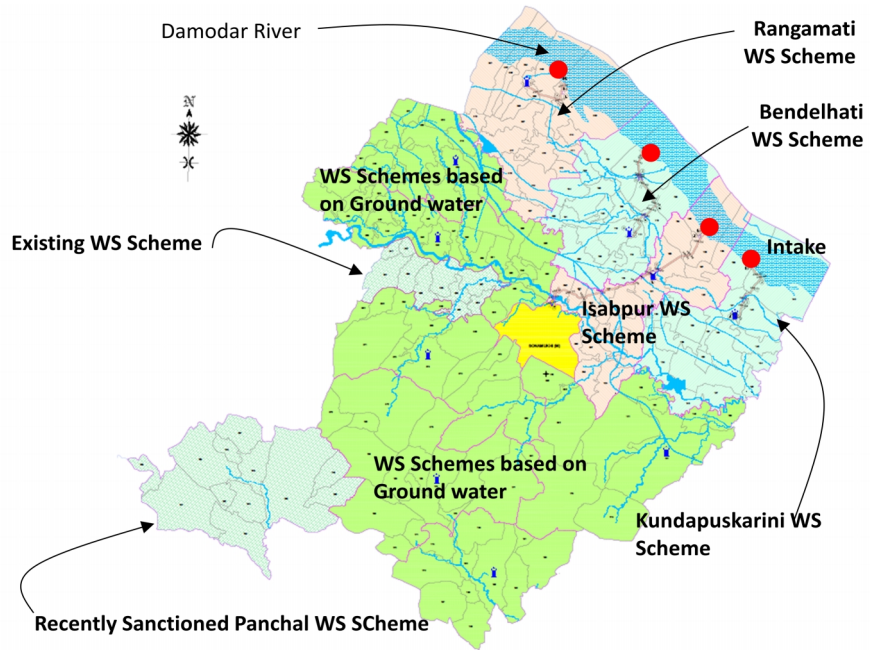 Damodar River
Rangamati
WS Scheme
Bendelhati
WS Scheme
N
WS Schemes based
on Ground water
Existing WS Scheme
Intake
Isabpur WS
Scheme
SONAMUKHI (M)
WS Schemes based on
Ground water
Kundapuskarini WS
Scheme
Recently Sanctioned Panchal WS SCheme